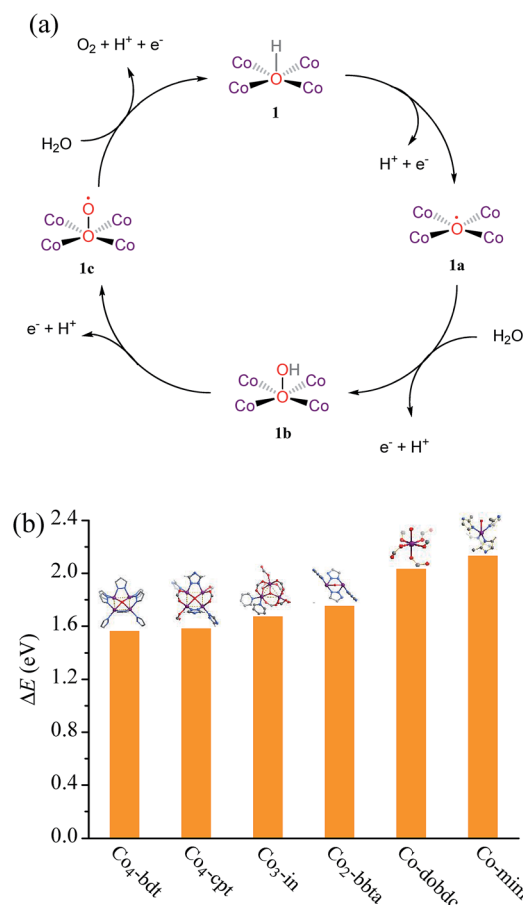 (a)
O₂ + H⁺ + e⁻
H
Co Co
Co O Co
1
H₂O
H⁺ + e⁻
O
Co Co
Co O Co
1c
Co Co
Co O Co
1a
e⁻ + H⁺
H₂O
OH
Co Co
Co O Co
1b
e⁻ + H⁺
(b)
2.4
2.0
1.6
1.2
0.8
0.4
0.0
ΔE (eV)
Co₄-bdt
Co₄-cpt
Co₃-in
Co₂-bbta
Co-dobdc
Co-mim